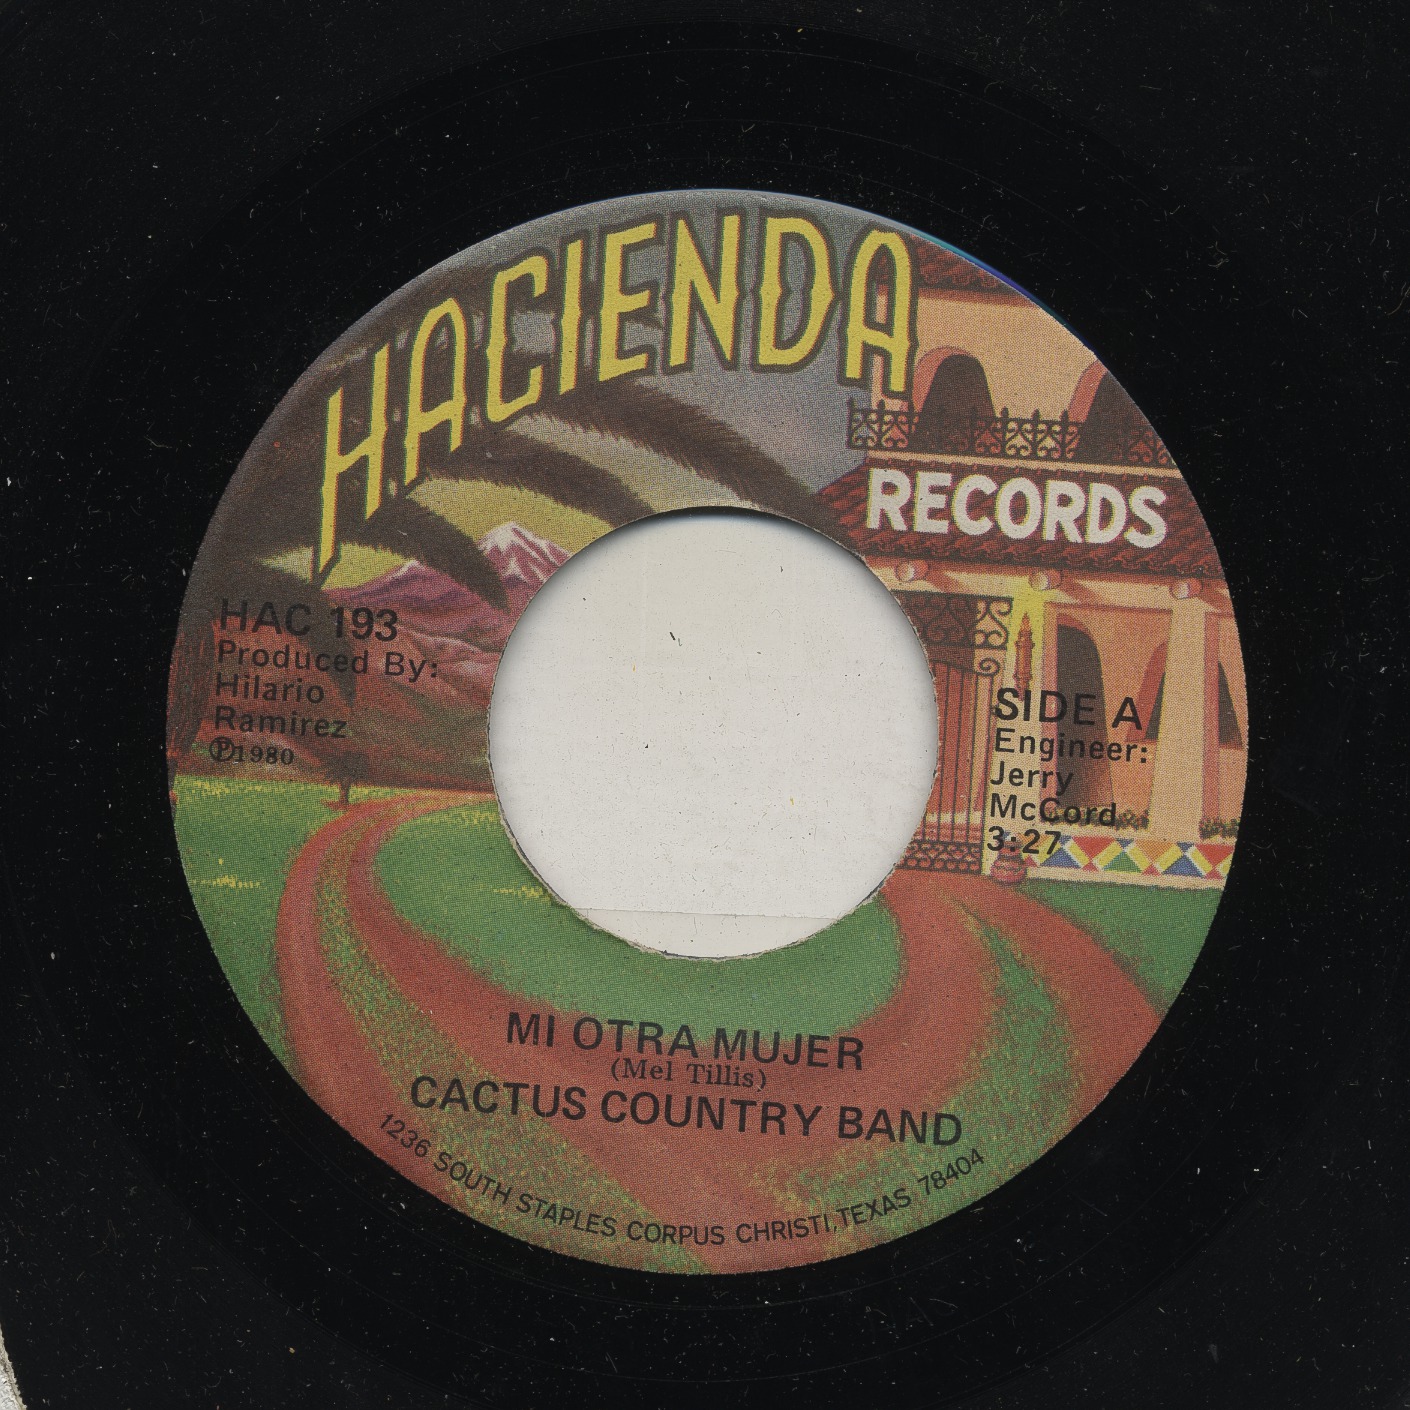 HACIENDA
RECORDS
HAC 193
Produced By:
Hilario
Ramirez
℗1980
SIDE A
Engineer:
Jerry
McCord
3:27
MI OTRA MUJER
(Mel Tillis)
CACTUS COUNTRY BAND
1236 SOUTH STAPLES CORPUS CHRISTI, TEXAS 78404